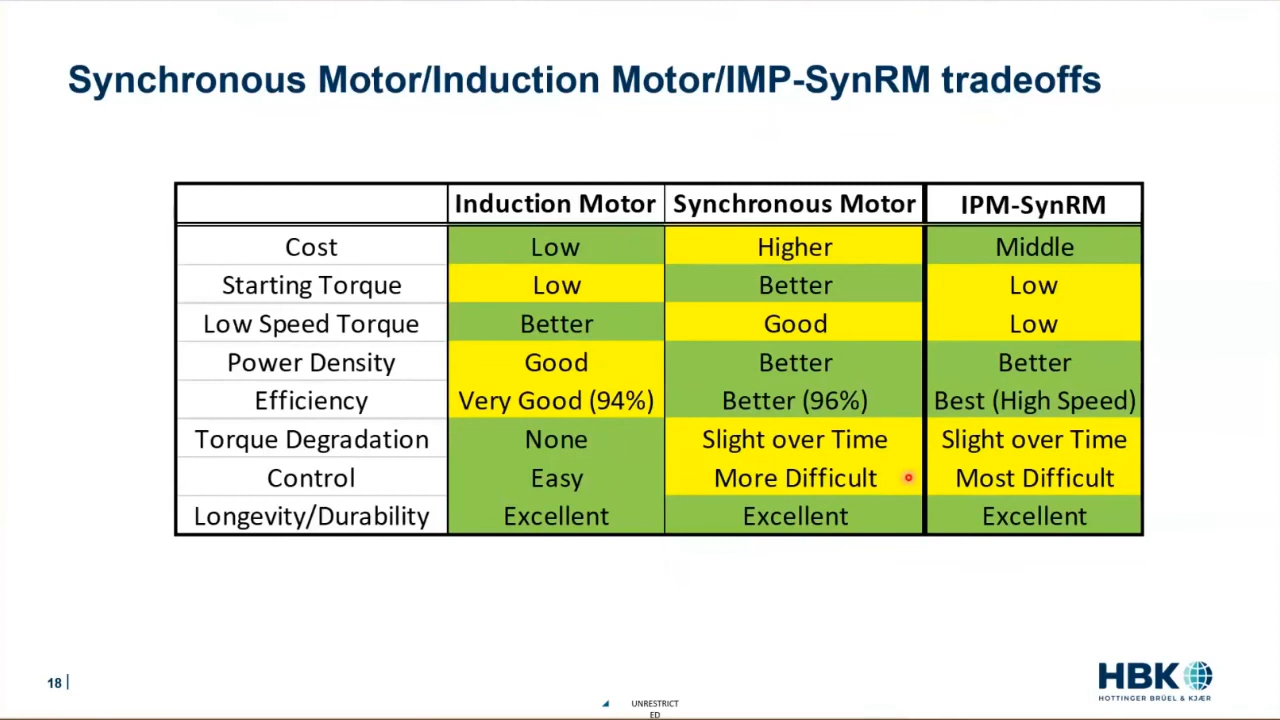 Synchronous Motor/Induction Motor/IMP-SynRM tradeoffs
Induction Motor Synchronous Motor IPM-SynRM
Cost Low Higher Middle
Starting Torque Low Better Low
Low Speed Torque Better Good Low
Power Density Good Better Better
Efficiency Very Good (94%) Better (96%) Best (High Speed)
Torque Degradation None Slight over Time Slight over Time
Control Easy More Difficult Most Difficult
Longevity/Durability Excellent Excellent Excellent
18 |
HBK
HOTTINGER BRÜEL & KJÆR
UNRESTRICT
ED